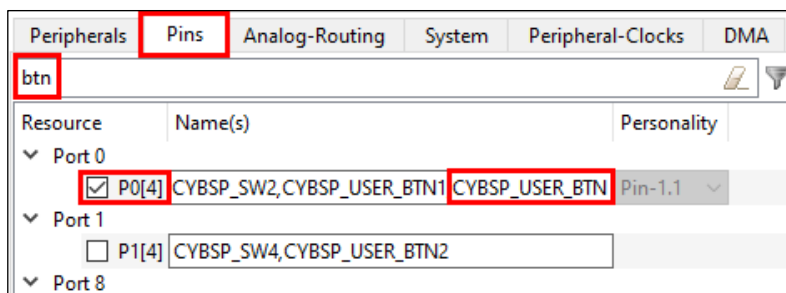 Peripherals Pins Analog-Routing System Peripheral-Clocks DMA
btn
Resource Name(s) Personality
Port 0
P0[4] CYBSP_SW2,CYBSP_USER_BTN1 CYBSP_USER_BTN Pin-1.1
Port 1
P1[4] CYBSP_SW4,CYBSP_USER_BTN2
Port 8